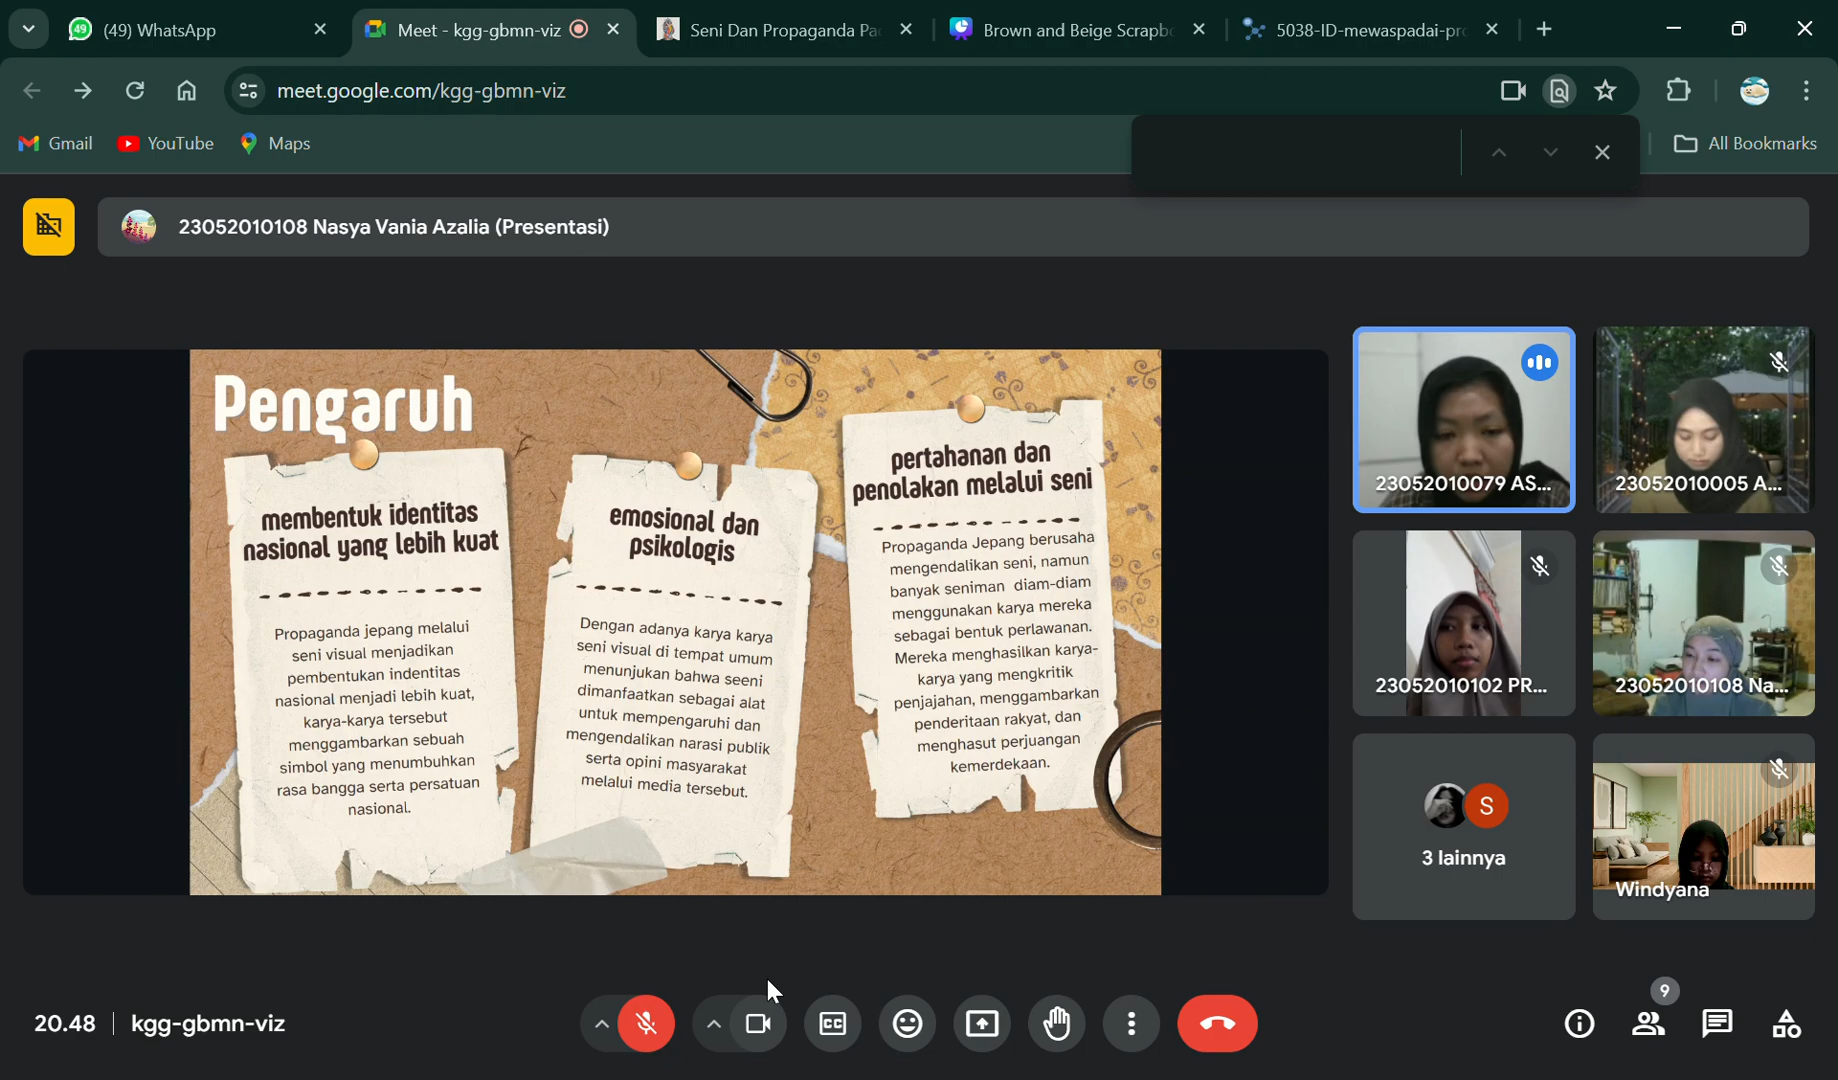 (49) WhatsApp
Meet - kgg-gbmn-viz
Seni Dan Propaganda Pa
Brown and Beige Scrapb
5038-ID-mewaspadai-pr
meet.google.com/kgg-gbmn-viz
Gmail
YouTube
Maps
All Bookmarks
23052010108 Nasya Vania Azalia (Presentasi)
Pengaruh
membentuk identitas
nasional yang lebih kuat
Propaganda jepang melalui
seni visual menjadikan
pembentukan indentitas
nasional menjadi lebih kuat,
karya-karya tersebut
menggambarkan sebuah
simbol yang menumbuhkan
rasa bangga serta persatuan
nasional.
emosional dan
psikologis
Dengan adanya karya karya
seni visual di tempat umum
menunjukan bahwa seeni
dimanfaatkan sebagai alat
untuk mempengaruhi dan
mengendalikan narasi publik
serta opini masyarakat
melalui media tersebut.
pertahanan dan
penolakan melalui seni
Propaganda Jepang berusaha
mengendalikan seni, namun
banyak seniman diam-diam
menggunakan karya mereka
sebagai bentuk perlawanan.
Mereka menghasilkan karya-
karya yang mengkritik
penjajahan, menggambarkan
penderitaan rakyat, dan
menghasut perjuangan
kemerdekaan.
23052010079 AS...
23052010005 A...
23052010102 PR...
23052010108 Na...
S
3 lainnya
Windyana
20.48
kgg-gbmn-viz
CC
9